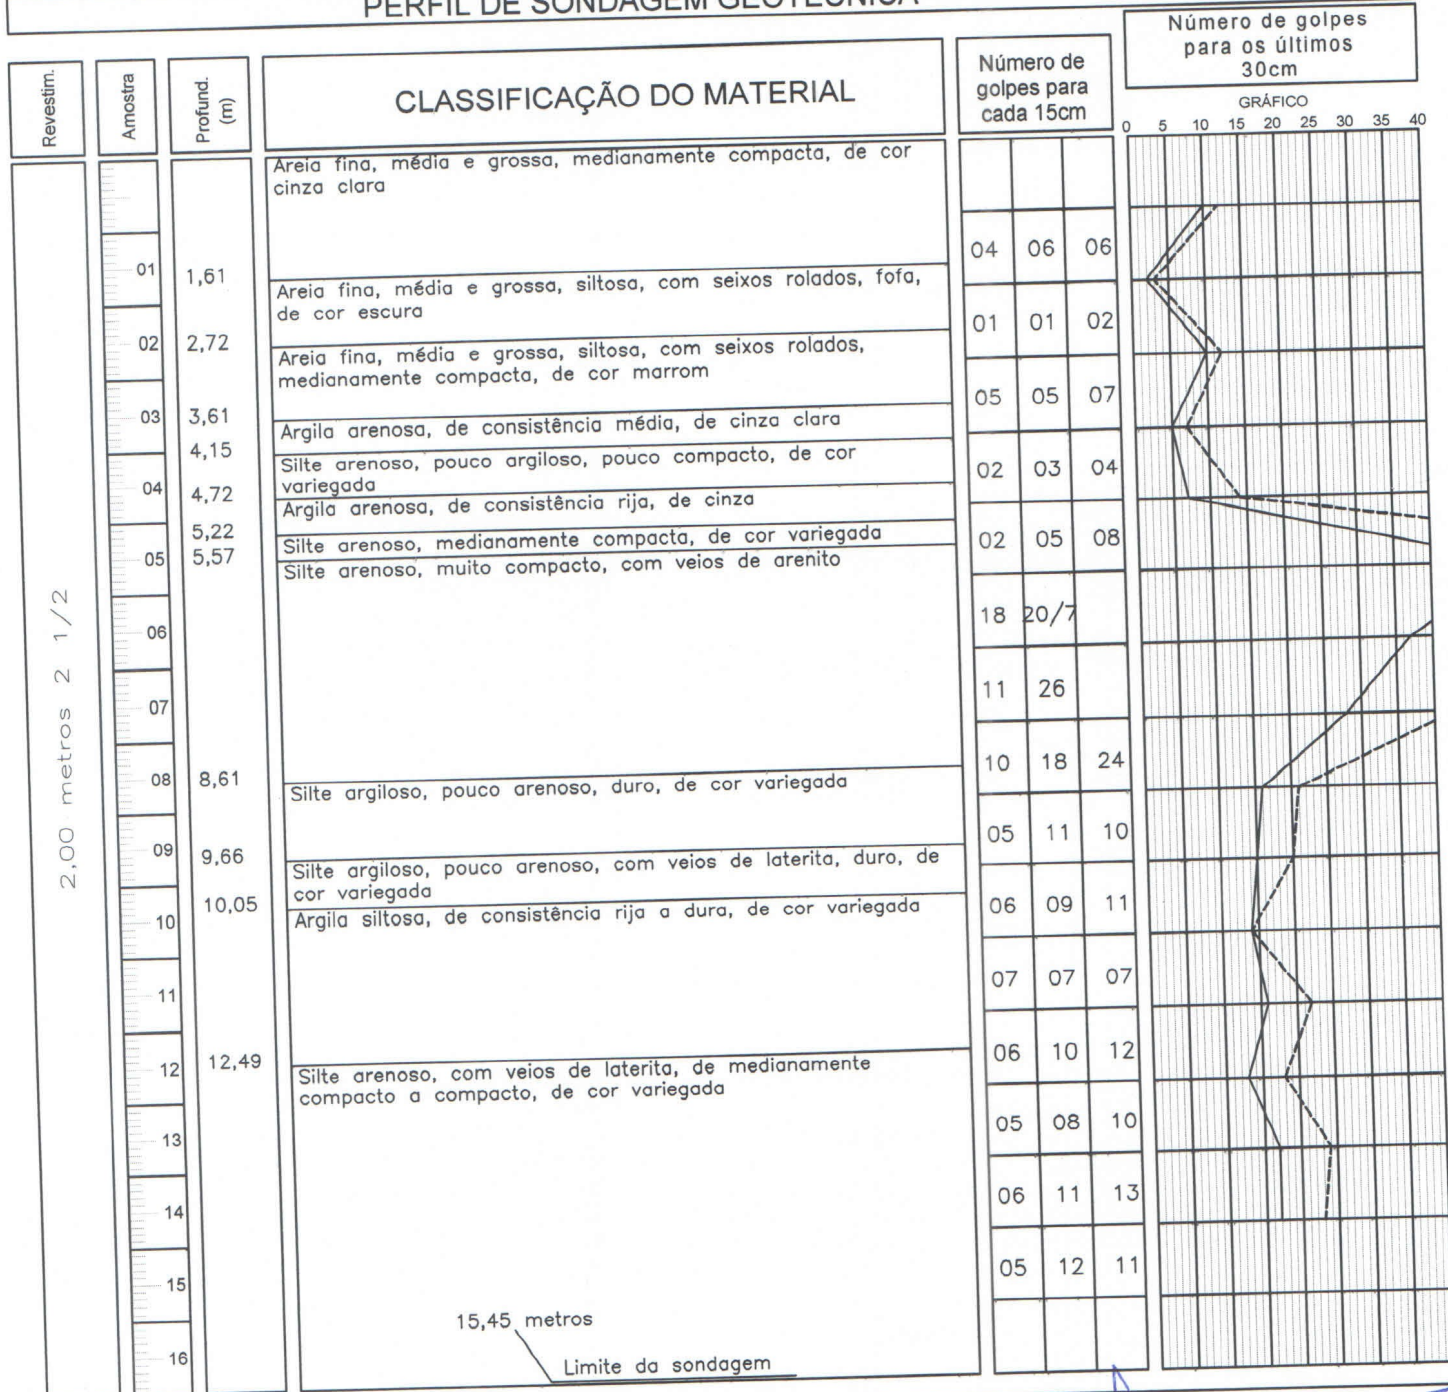 PERFIL DE SONDAGEM GEOTÉCNICA
Revestim.
Amostra
Profund. (m)
CLASSIFICAÇÃO DO MATERIAL
Número de
golpes para
cada 15cm
Número de golpes
para os últimos
30cm
GRÁFICO
0 5 10 15 20 25 30 35 40
2,00 metros 2 1/2
Areia fina, média e grossa, medianamente compacta, de cor
cinza clara
01 1,61 04 06 06
Areia fina, média e grossa, siltosa, com seixos rolados, fofa,
de cor escura
02 2,72 01 01 02
Areia fina, média e grossa, siltosa, com seixos rolados,
medianamente compacta, de cor marrom
03 3,61 05 05 07
Argila arenosa, de consistência média, de cinza clara
4,15
Silte arenoso, pouco argiloso, pouco compacto, de cor
variegada
04 4,72 02 03 04
Argila arenosa, de consistência rija, de cinza
5,22
Silte arenoso, medianamente compacta, de cor variegada
05 5,57 02 05 08
Silte arenoso, muito compacto, com veios de arenito
06 18 20/7
07 11 26
08 8,61 10 18 24
Silte argiloso, pouco arenoso, duro, de cor variegada
09 9,66 05 11 10
Silte argiloso, pouco arenoso, com veios de laterita, duro, de
cor variegada
10 10,05 06 09 11
Argila siltosa, de consistência rija a dura, de cor variegada
11 07 07 07
12 12,49 06 10 12
Silte arenoso, com veios de laterita, de medianamente
compacto a compacto, de cor variegada
13 05 08 10
14 06 11 13
15 05 12 11
15,45 metros
16
Limite da sondagem